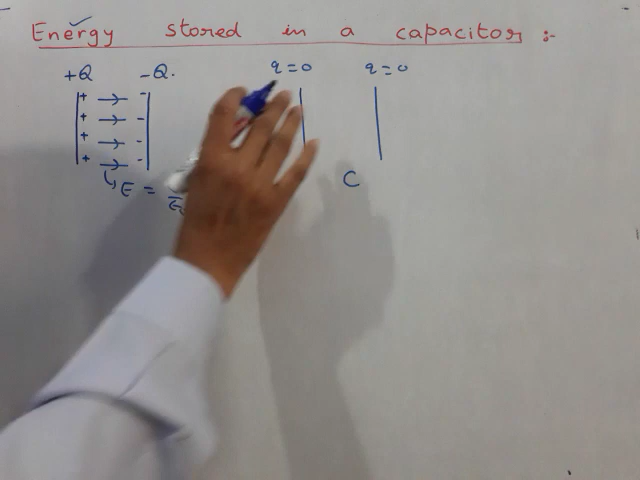 Energy stored in a capacitor :-
+Q -Q. q=0 q=0
+ -
+ -
+ -
+ -
E =
C